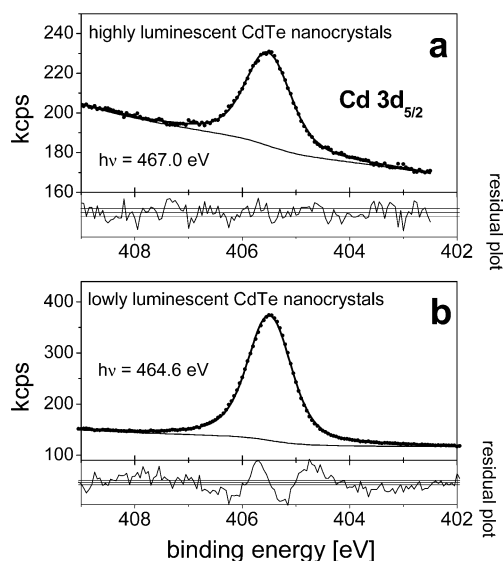 highly luminescent CdTe nanocrystals
a
Cd 3d5/2
hν = 467.0 eV
kcps
240
220
200
180
160
residual plot
408
406
404
402
lowly luminescent CdTe nanocrystals
b
hν = 464.6 eV
kcps
400
300
200
100
residual plot
408
406
404
402
binding energy [eV]